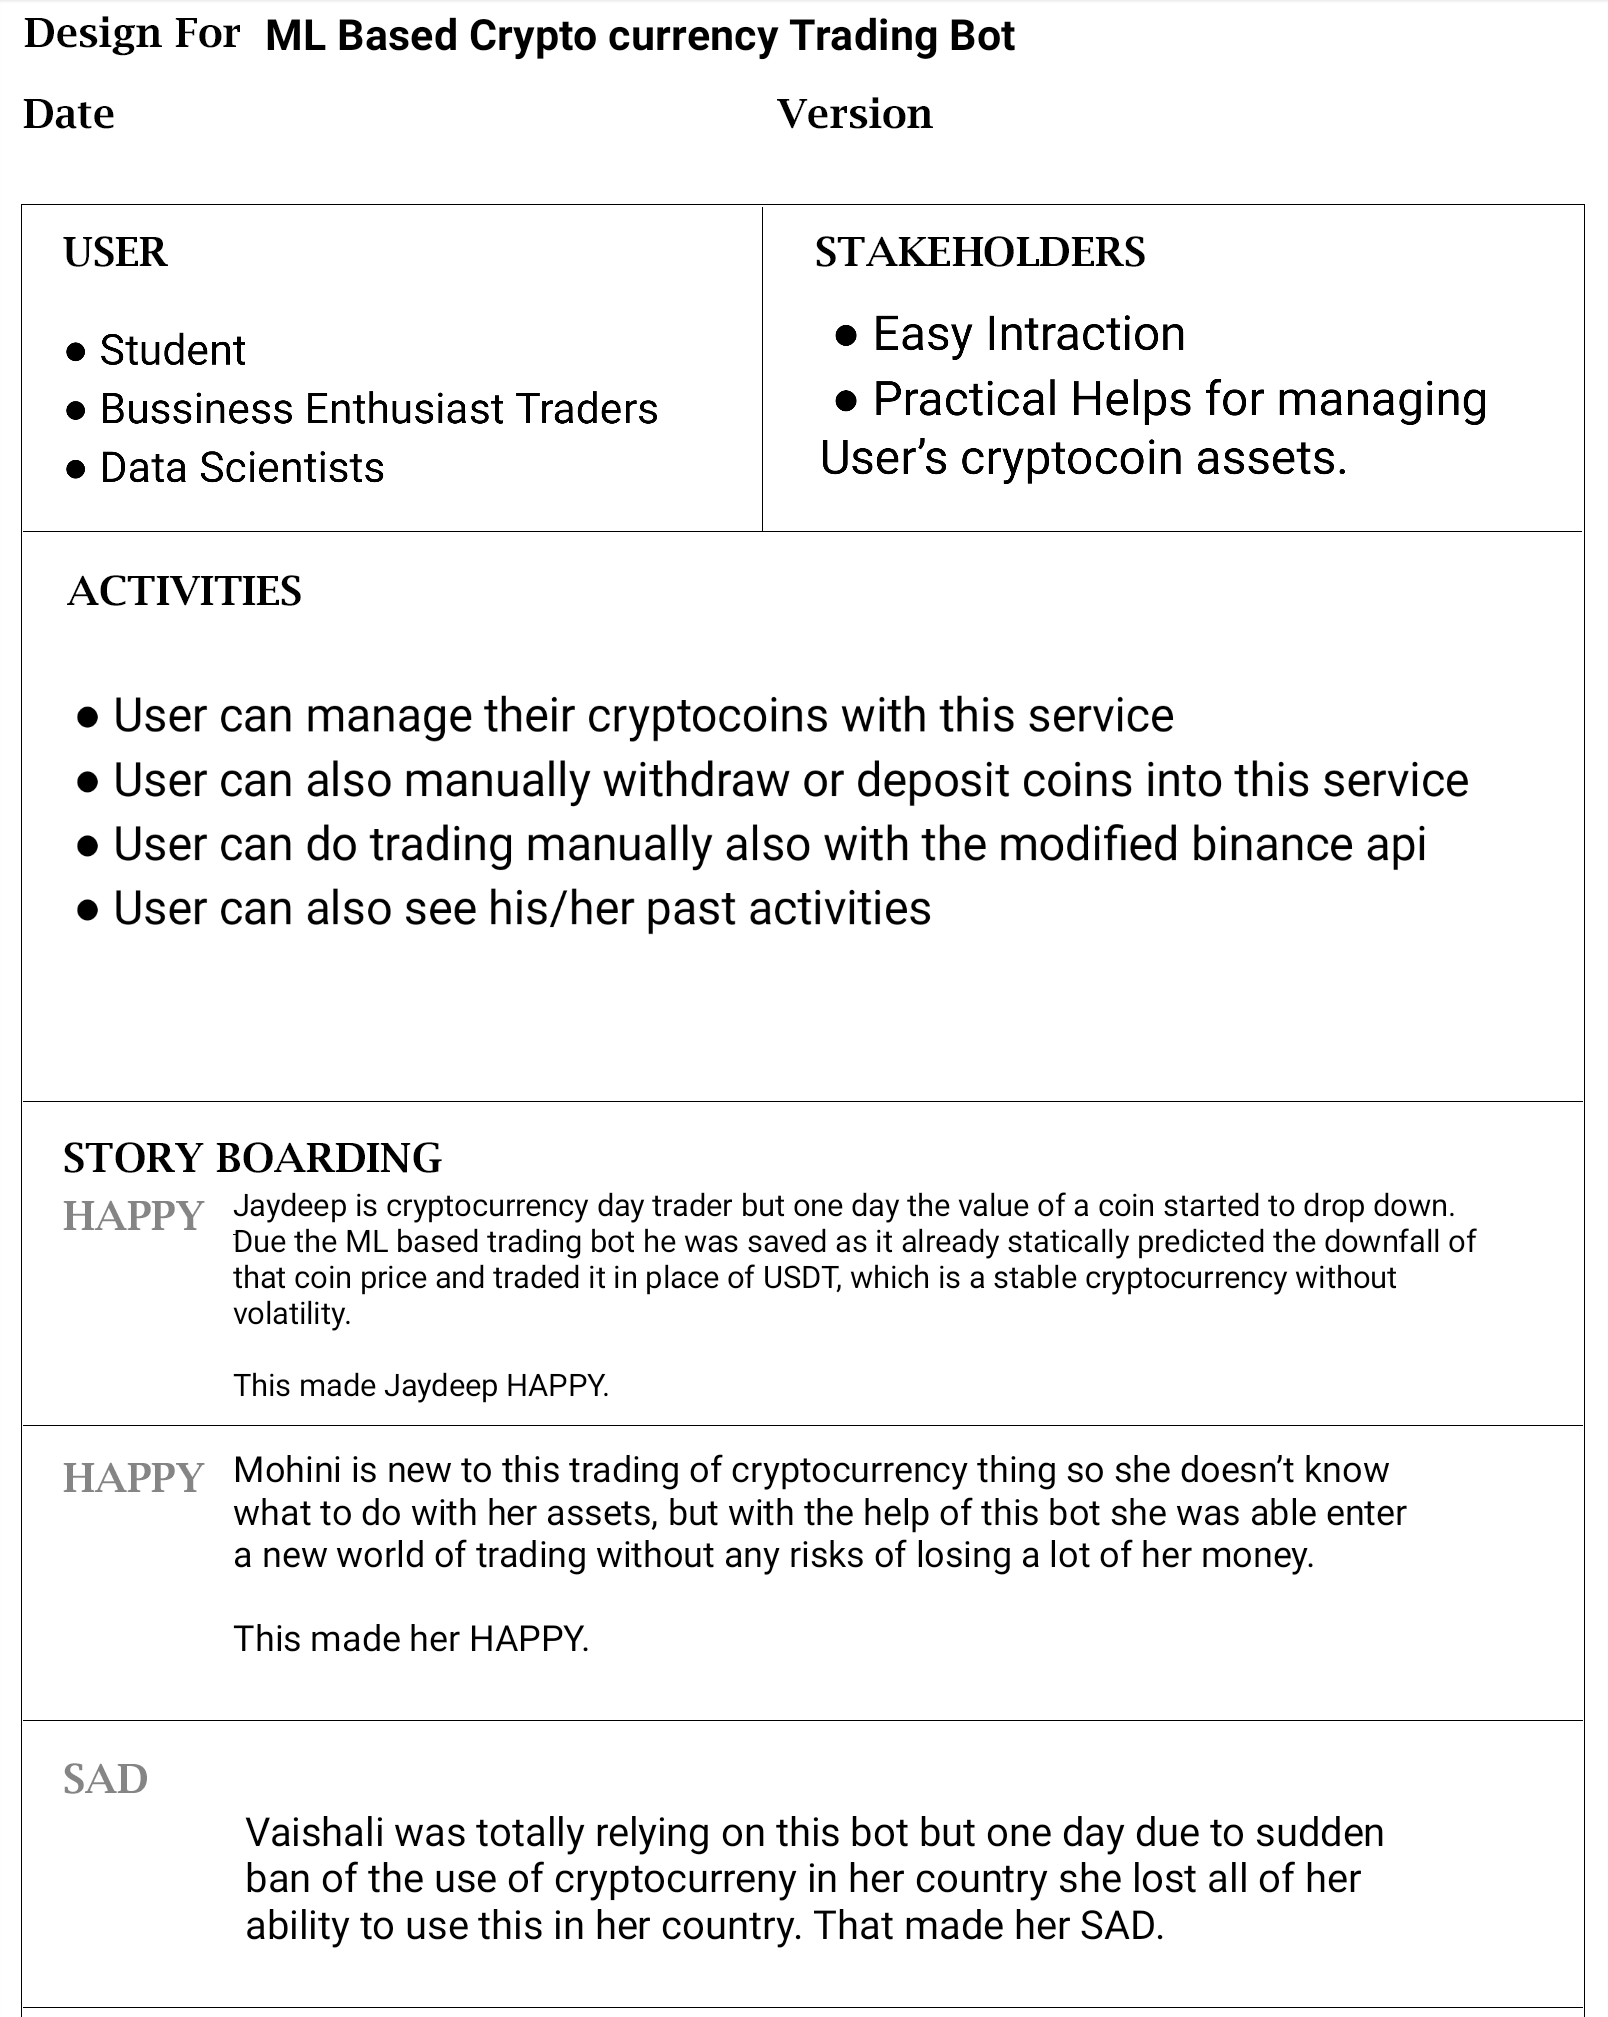 Design For ML Based Crypto currency Trading Bot
Date
Version
USER
● Student
● Bussiness Enthusiast Traders
● Data Scientists
STAKEHOLDERS
● Easy Intraction
● Practical Helps for managing
User’s cryptocoin assets.
ACTIVITIES
● User can manage their cryptocoins with this service
● User can also manually withdraw or deposit coins into this service
● User can do trading manually also with the modified binance api
● User can also see his/her past activities
STORY BOARDING
HAPPY
Jaydeep is cryptocurrency day trader but one day the value of a coin started to drop down.
Due the ML based trading bot he was saved as it already statically predicted the downfall of
that coin price and traded it in place of USDT, which is a stable cryptocurrency without
volatility.
This made Jaydeep HAPPY.
HAPPY
Mohini is new to this trading of cryptocurrency thing so she doesn’t know
what to do with her assets, but with the help of this bot she was able enter
a new world of trading without any risks of losing a lot of her money.
This made her HAPPY.
SAD
Vaishali was totally relying on this bot but one day due to sudden
ban of the use of cryptocurreny in her country she lost all of her
ability to use this in her country. That made her SAD.